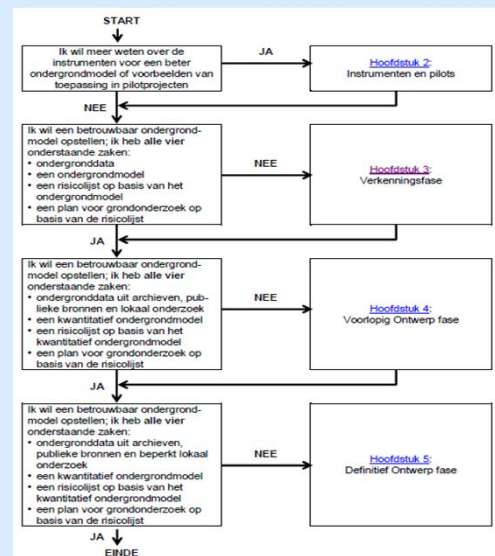 START
Ik wil meer weten over de
instrumenten voor een beter
ondergrondmodel of voorbeelden van
toepassing in pilotprojecten
JA
Hoofdstuk 2:
Instrumenten en pilots
NEE
Ik wil een betrouwbaar ondergrond-
model opstellen; ik heb alle vier
onderstaande zaken:
• ondergronddata
• een ondergrondmodel
• een risicolijst op basis van het
ondergrondmodel
• een plan voor grondonderzoek op
basis van de risicolijst
NEE
Hoofdstuk 3:
Verkenningsfase
JA
Ik wil een betrouwbaar ondergrond-
model opstellen; ik heb alle vier
onderstaande zaken:
• ondergronddata uit archieven, pub-
lieke bronnen en lokaal onderzoek
• een kwantitatief ondergrondmodel
• een risicolijst op basis van het
kwantitatief ondergrondmodel
• een plan voor grondonderzoek op
basis van de risicolijst
NEE
Hoofdstuk 4:
Voorlopig Ontwerp fase
JA
Ik wil een betrouwbaar ondergrond-
model opstellen; ik heb alle vier
onderstaande zaken:
• ondergronddata uit archieven,
publieke bronnen en beperkt lokaal
onderzoek
• een kwantitatief ondergrondmodel
• een risicolijst op basis van het
kwantitatief ondergrondmodel
• een plan voor grondonderzoek op
basis van de risicolijst
NEE
Hoofdstuk 5:
Definitief Ontwerp fase
JA
EINDE